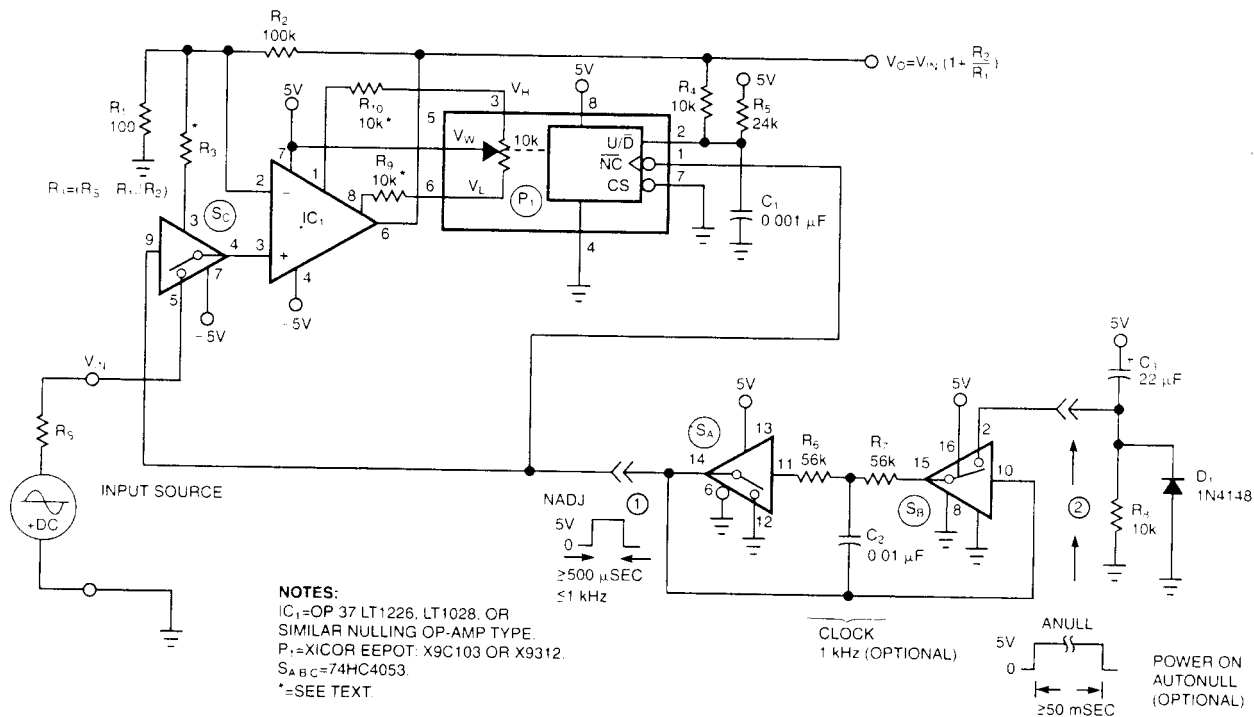 R2
100k
VO=VIN (1+ R2/R1)
5V
5V
R1
100
R3
*
5V
R10
10k*
VH
3
5
8
R4
10k
R5
24k
VW
10k
U/D
2
NC
1
CS
7
7
1
2
−
IC1
8
R9
10k*
6
VL
P1
C1
0.001 µF
SC
3
9
4
3
+
6
4
4
7
5
−5V
−5V
VIN
RS
+DC
INPUT SOURCE
5V
C3
22 µF
5V
5V
SA
13
14
11
R6
56k
R7
56k
16
2
15
10
6
12
SB
8
C2
0.01 µF
2
R8
10k
D1
1N4148
NADJ
1
5V
0
≥500 µSEC
≤1 kHz
CLOCK
1 kHz (OPTIONAL)
ANULL
5V
0
≥50 mSEC
POWER ON
AUTONULL
(OPTIONAL)
NOTES:
IC1=OP 37 LT1226, LT1028, OR
SIMILAR NULLING OP-AMP TYPE.
P1=XICOR EEPOT: X9C103 OR X9312.
SA B C=74HC4053.
*=SEE TEXT.